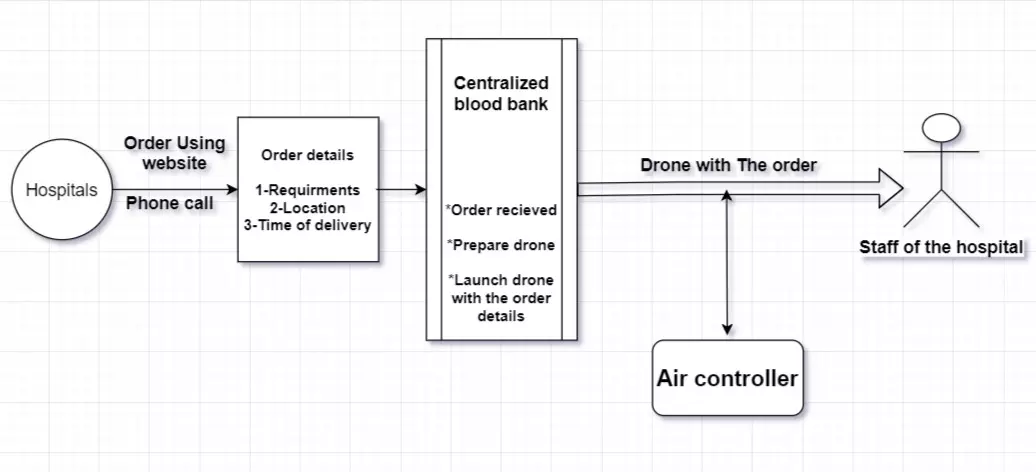 Hospitals
Order Using
website
Phone call
Order details
1-Requirments
2-Location
3-Time of delivery
Centralized
blood bank
*Order recieved
*Prepare drone
*Launch drone
with the order
details
Drone with The order
Staff of the hospital
Air controller